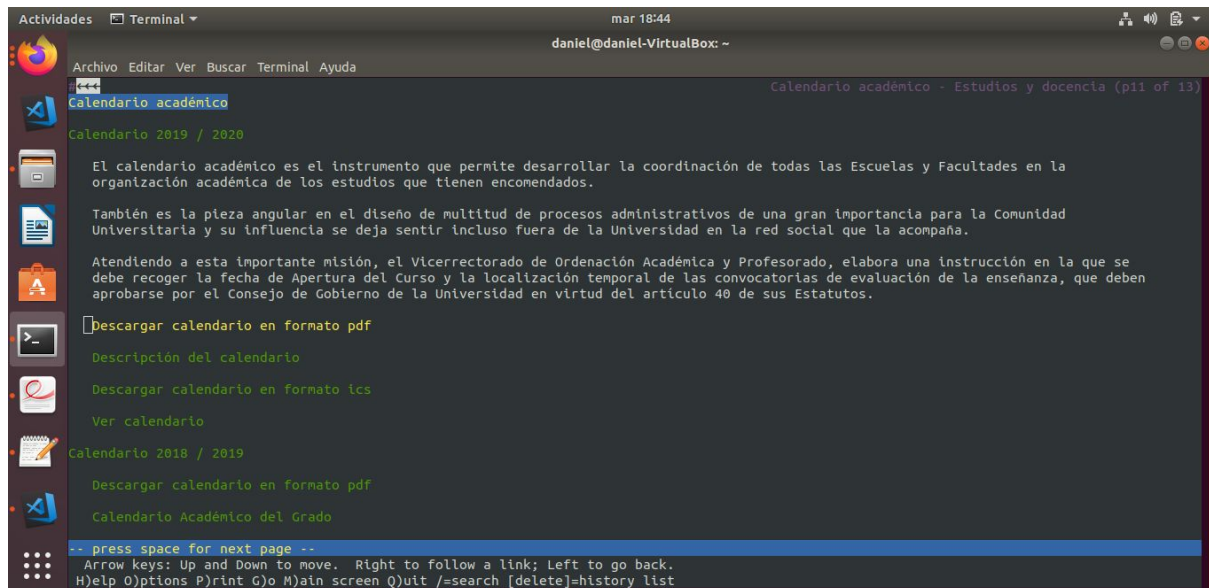 Actividades Terminal mar 18:44
daniel@daniel-VirtualBox: ~
Archivo Editar Ver Buscar Terminal Ayuda
#<<< Calendario académico - Estudios y docencia (p11 of 13)
Calendario académico
Calendario 2019 / 2020
El calendario académico es el instrumento que permite desarrollar la coordinación de todas las Escuelas y Facultades en la
organización académica de los estudios que tienen encomendados.
También es la pieza angular en el diseño de multitud de procesos administrativos de una gran importancia para la Comunidad
Universitaria y su influencia se deja sentir incluso fuera de la Universidad en la red social que la acompaña.
Atendiendo a esta importante misión, el Vicerrectorado de Ordenación Académica y Profesorado, elabora una instrucción en la que se
debe recoger la fecha de Apertura del Curso y la localización temporal de las convocatorias de evaluación de la enseñanza, que deben
aprobarse por el Consejo de Gobierno de la Universidad en virtud del artículo 40 de sus Estatutos.
Descargar calendario en formato pdf
Descripción del calendario
Descargar calendario en formato ics
Ver calendario
Calendario 2018 / 2019
Descargar calendario en formato pdf
Calendario Académico del Grado
-- press space for next page --
Arrow keys: Up and Down to move. Right to follow a link; Left to go back.
H)elp O)ptions P)rint G)o M)ain screen Q)uit /=search [delete]=history list